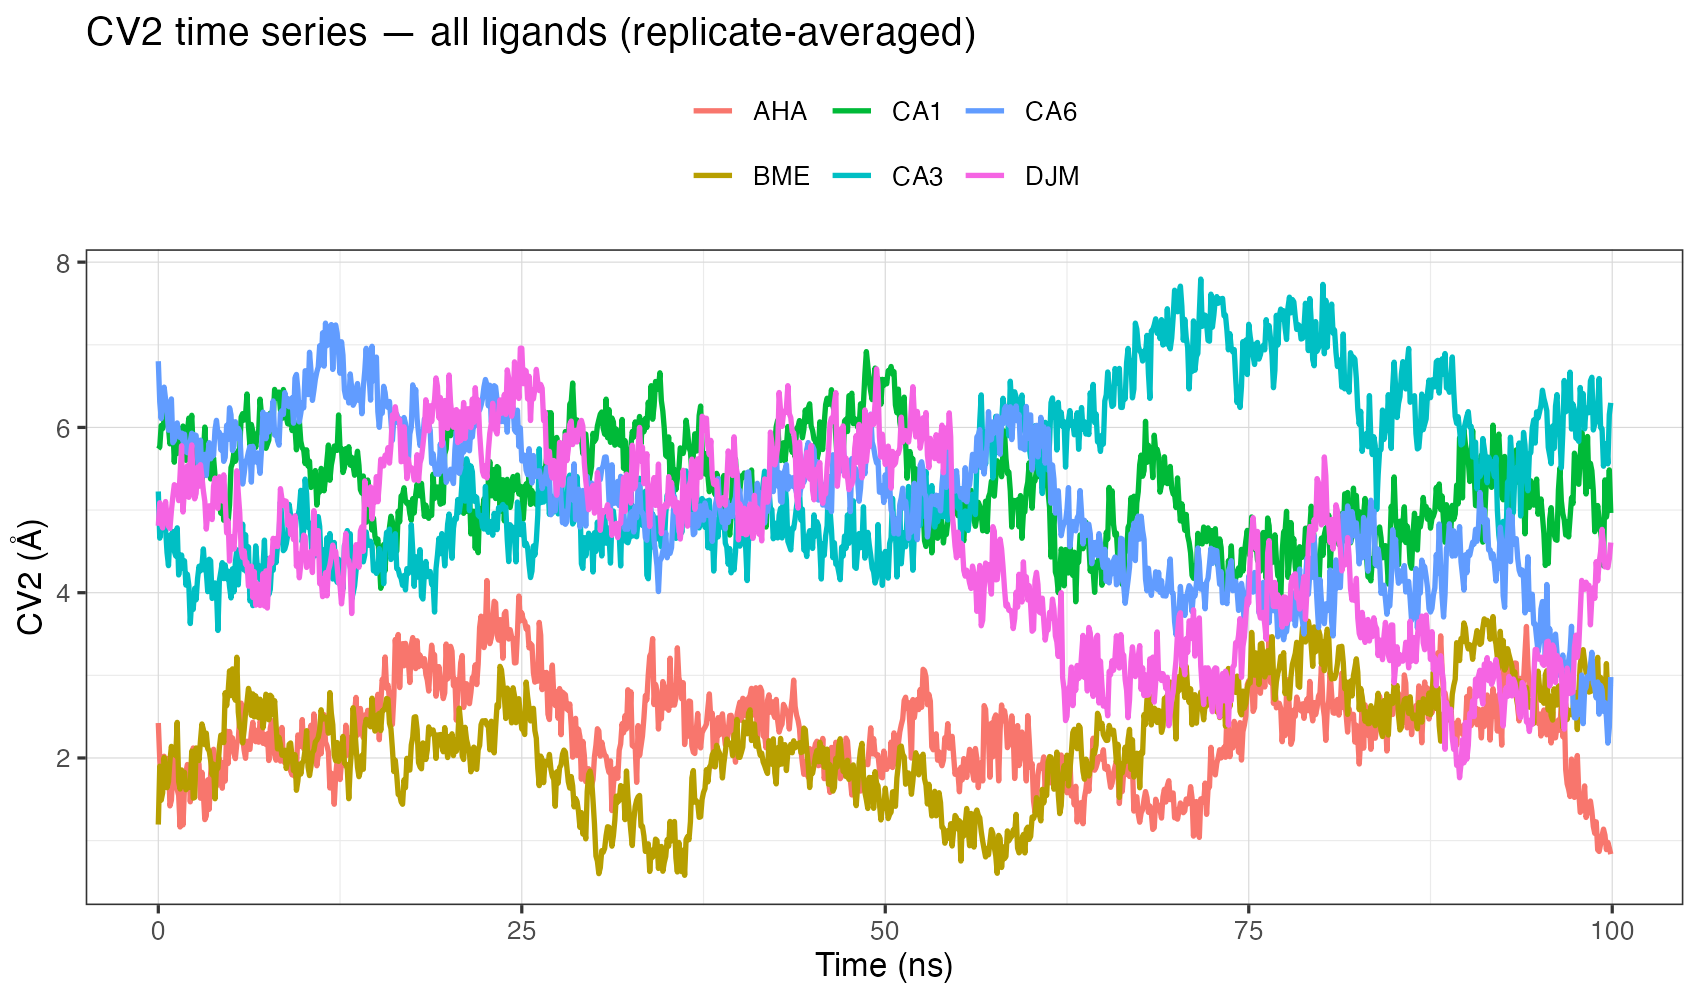 CV2 time series — all ligands (replicate-averaged)
AHA CA1 CA6
BME CA3 DJM
8
6
4
2
CV2 (Å)
0 25 50 75 100
Time (ns)